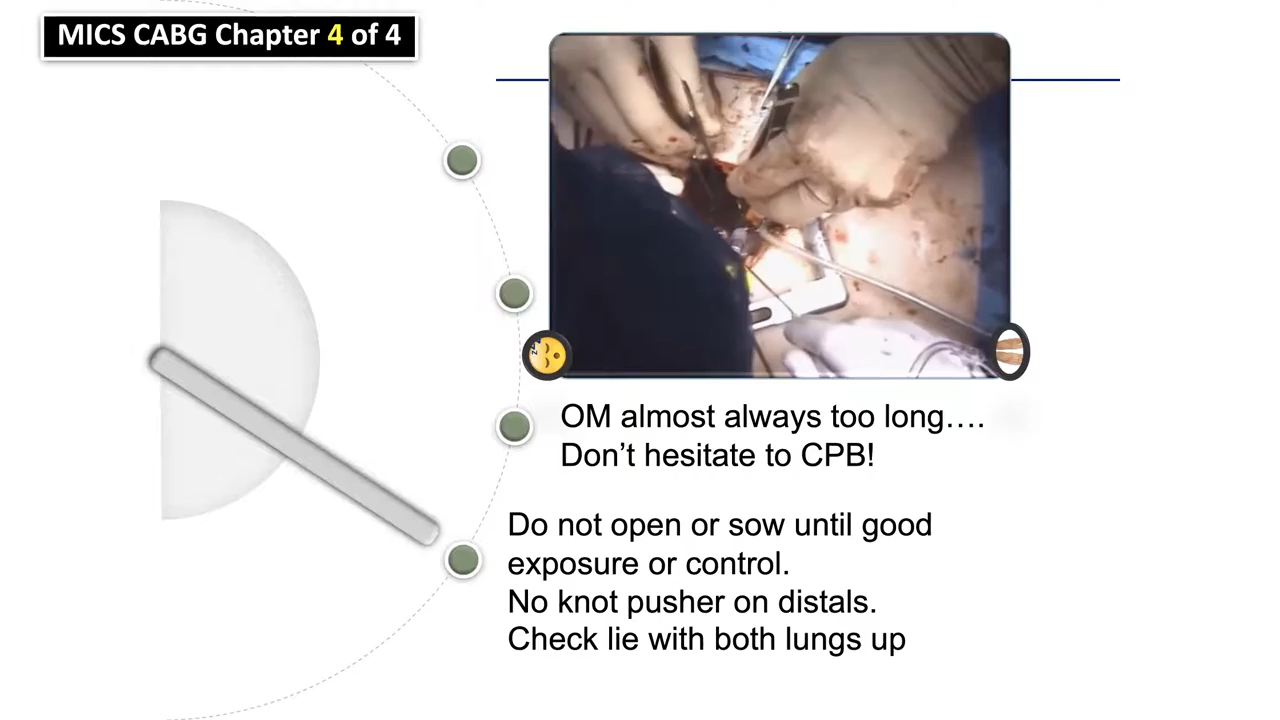 MICS CABG Chapter 4 of 4
OM almost always too long….
Don’t hesitate to CPB!
Do not open or sow until good
exposure or control.
No knot pusher on distals.
Check lie with both lungs up